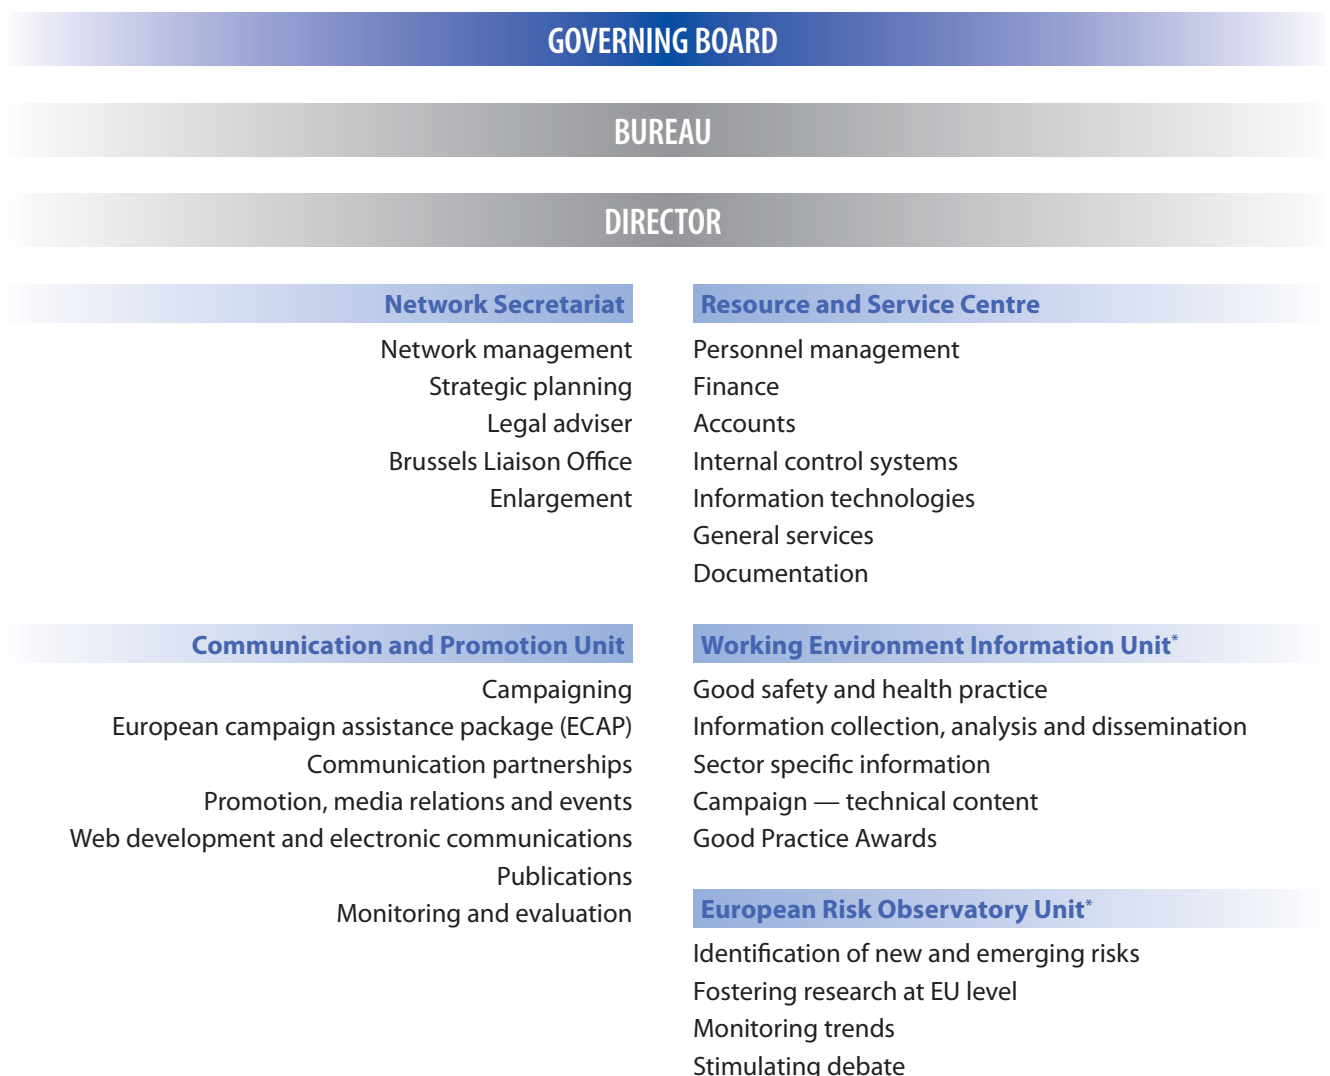 GOVERNING BOARD
BUREAU
DIRECTOR
Network Secretariat
Network management
Strategic planning
Legal adviser
Brussels Liaison Office
Enlargement
Resource and Service Centre
Personnel management
Finance
Accounts
Internal control systems
Information technologies
General services
Documentation
Communication and Promotion Unit
Campaigning
European campaign assistance package (ECAP)
Communication partnerships
Promotion, media relations and events
Web development and electronic communications
Publications
Monitoring and evaluation
Working Environment Information Unit*
Good safety and health practice
Information collection, analysis and dissemination
Sector specific information
Campaign — technical content
Good Practice Awards
European Risk Observatory Unit*
Identification of new and emerging risks
Fostering research at EU level
Monitoring trends
Stimulating debate